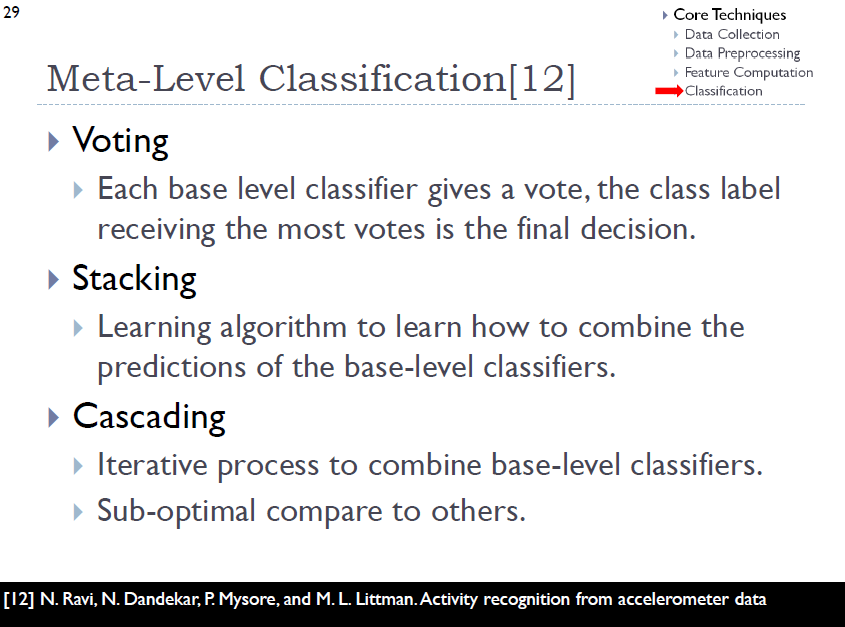 29
Core Techniques
Data Collection
Data Preprocessing
Feature Computation
Classification
Meta-Level Classification[12]
Voting
Each base level classifier gives a vote, the class label
receiving the most votes is the final decision.
Stacking
Learning algorithm to learn how to combine the
predictions of the base-level classifiers.
Cascading
Iterative process to combine base-level classifiers.
Sub-optimal compare to others.
[12] N. Ravi, N. Dandekar, P. Mysore, and M. L. Littman. Activity recognition from accelerometer data